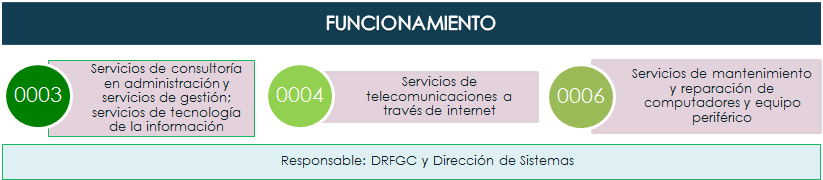 FUNCIONAMIENTO
0003
Servicios de consultoría
en administración y
servicios de gestión;
servicios de tecnología
de la información
0004
Servicios de
telecomunicaciones a
través de internet
0006
Servicios de mantenimiento
y reparación de
computadores y equipo
periférico
Responsable: DRFGC y Dirección de Sistemas